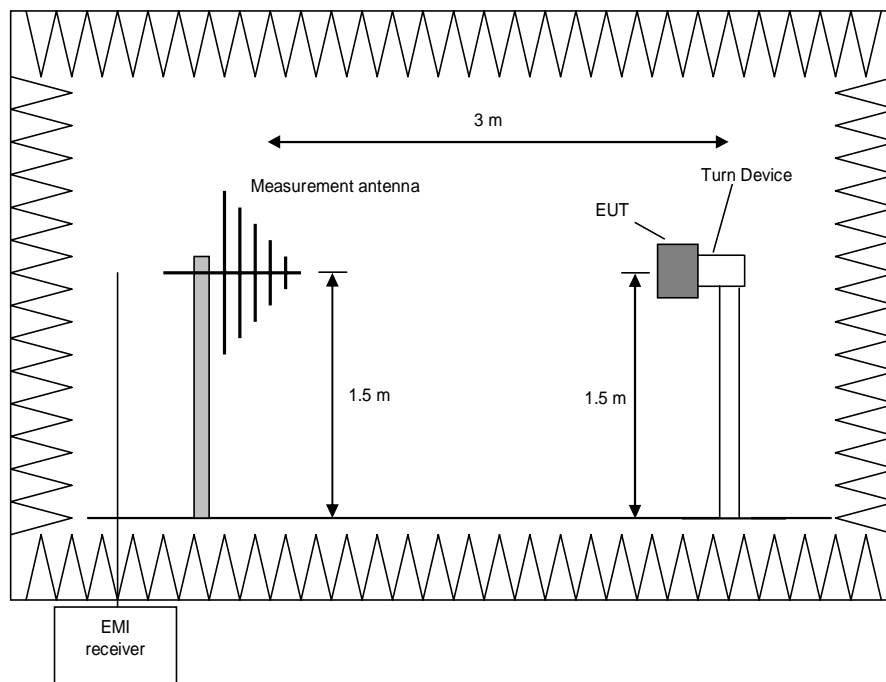 3 m
Measurement antenna
Turn Device
EUT
1.5 m
1.5 m
EMI
receiver